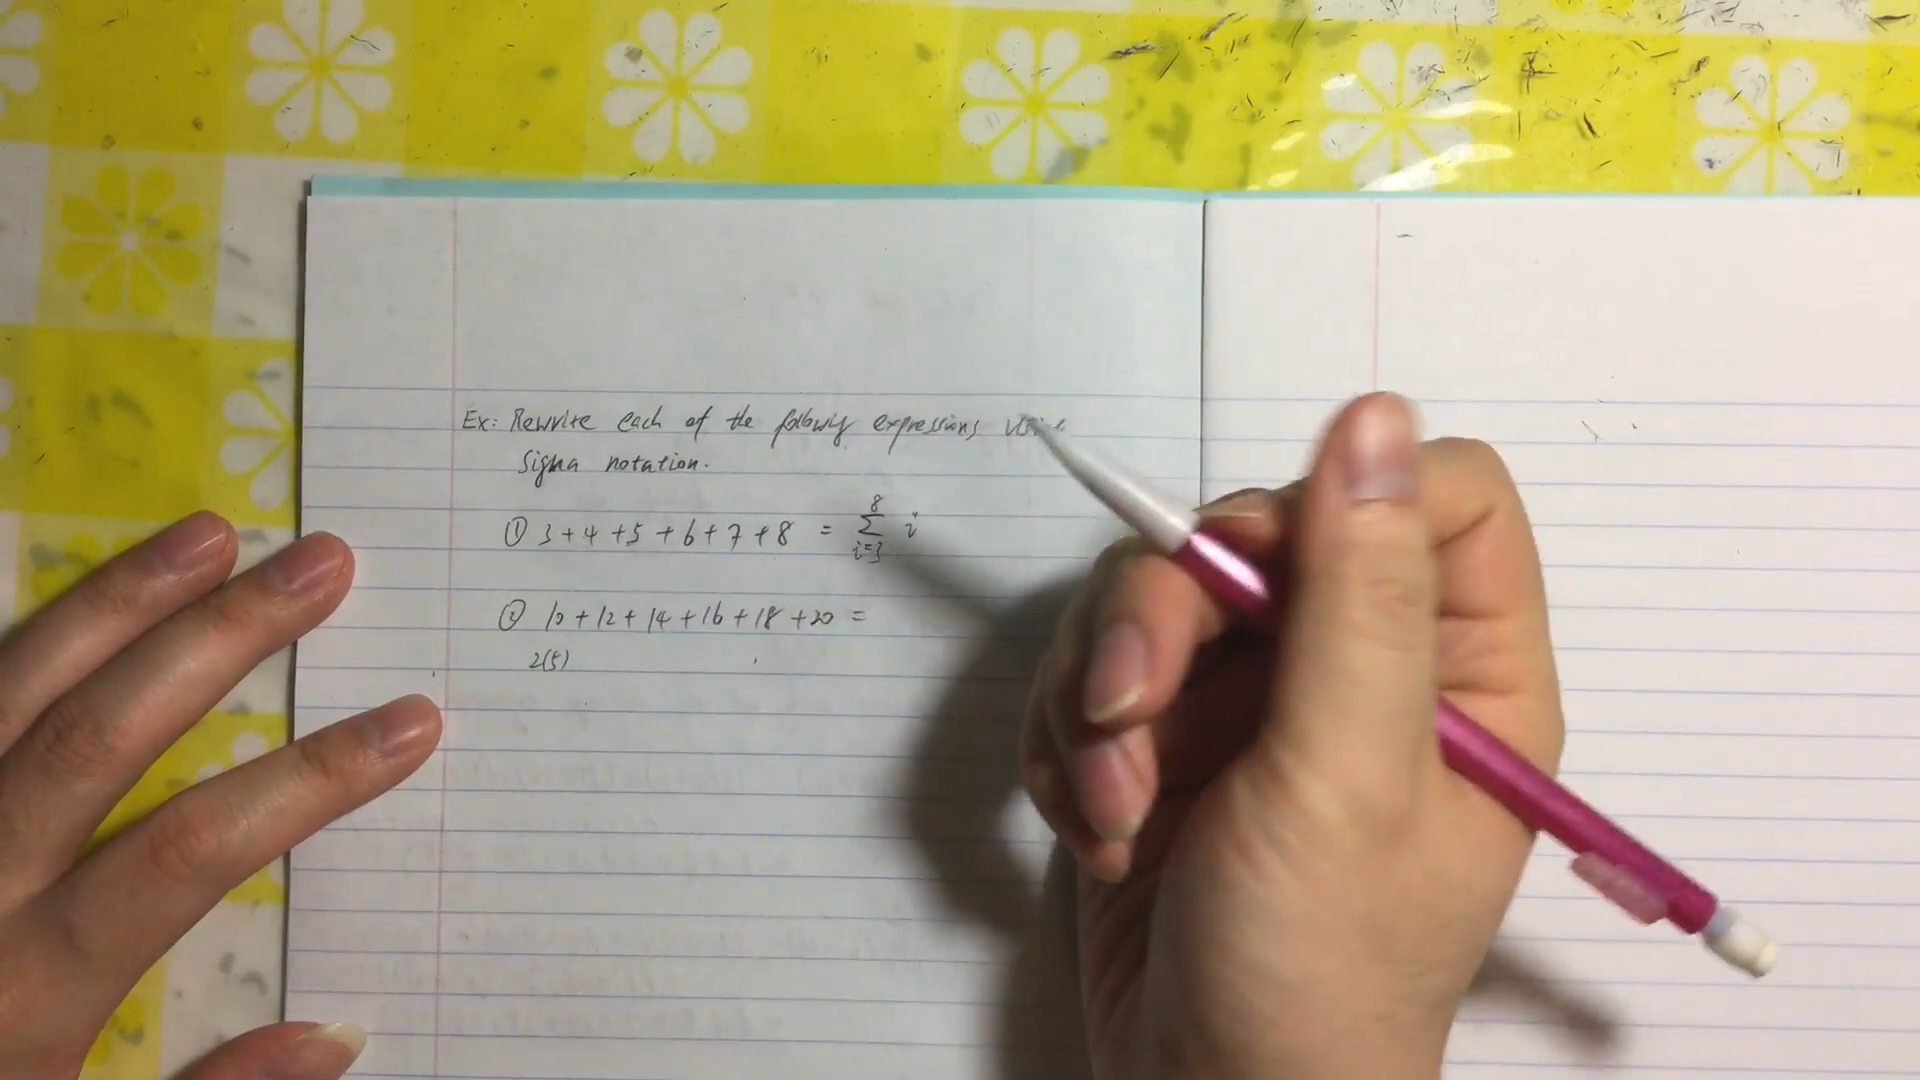 Ex: Rewrite each of the following expressions
Sigma notation.
① 3+4+5+6+7+8 = \sum_{i=3}^{8} i
② 10+12+14+16+18+20 =
2(5)